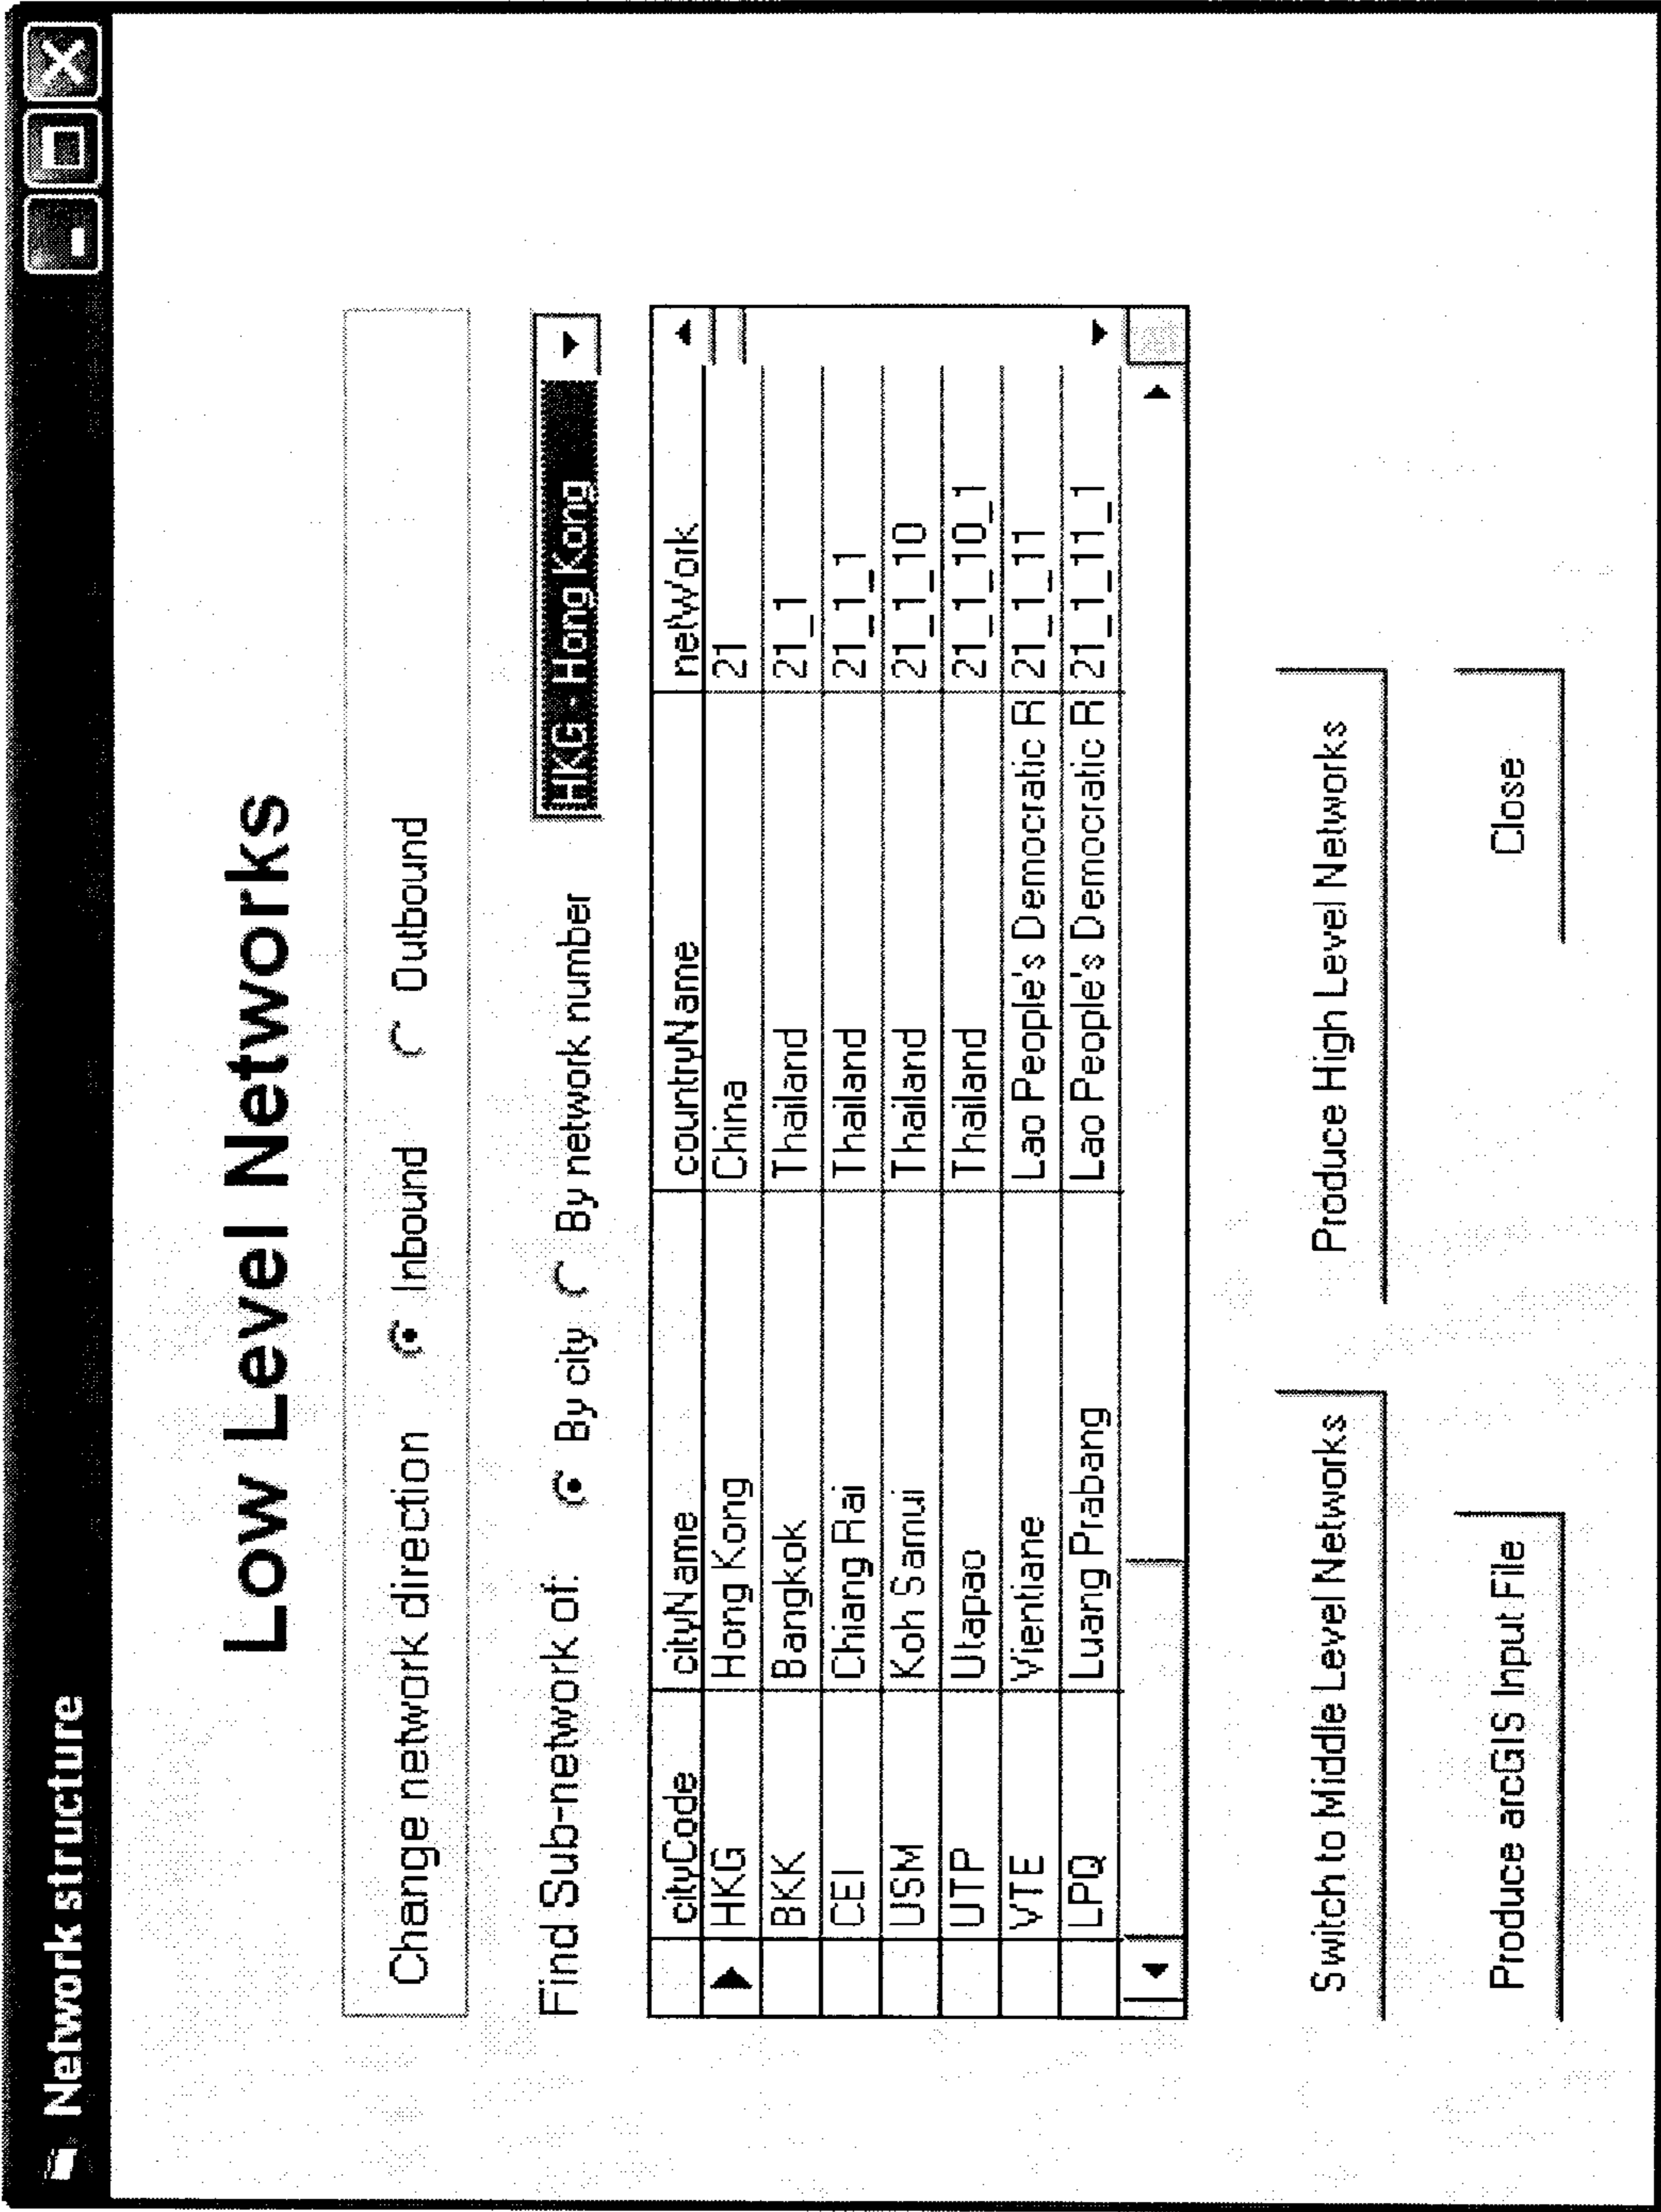 Network structure
Low Level Networks
Change network direction Inbound Outbound
Find Sub-network of: By city By network number HKG - Hong Kong
cityCode cityName countryName netWork
HKG Hong Kong China 21
BKK Bangkok Thailand 21_1
CEI Chiang Rai Thailand 21_1_1
USM Koh Samui Thailand 21_1_10
UTP Utapao Thailand 21_1_10_1
VTE Vientiane Lao People's Democratic R 21_1_11
LPQ Luang Prabang Lao People's Democratic R 21_1_11_1
Switch to Middle Level Networks Produce High Level Networks
Produce arcGIS Input File Close